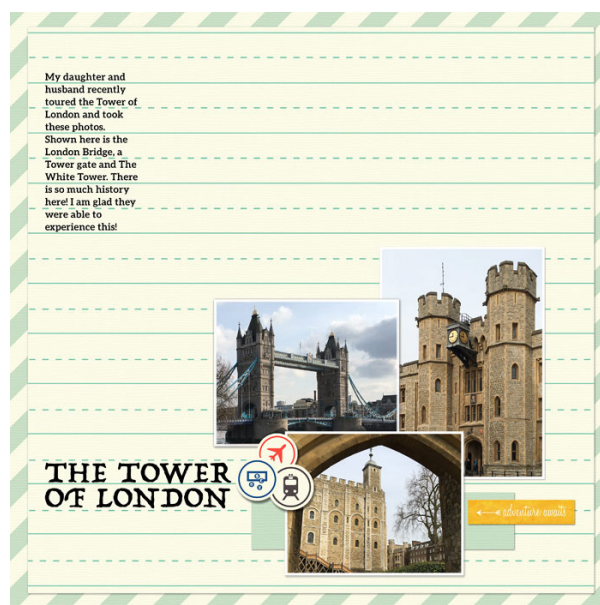 My daughter and
husband recently
toured the Tower of
London and took
these photos.
Shown here is the
London Bridge, a
Tower gate and The
White Tower. There
is so much history
here! I am glad they
were able to
experience this!
THE TOWER
OF LONDON
adventure awaits